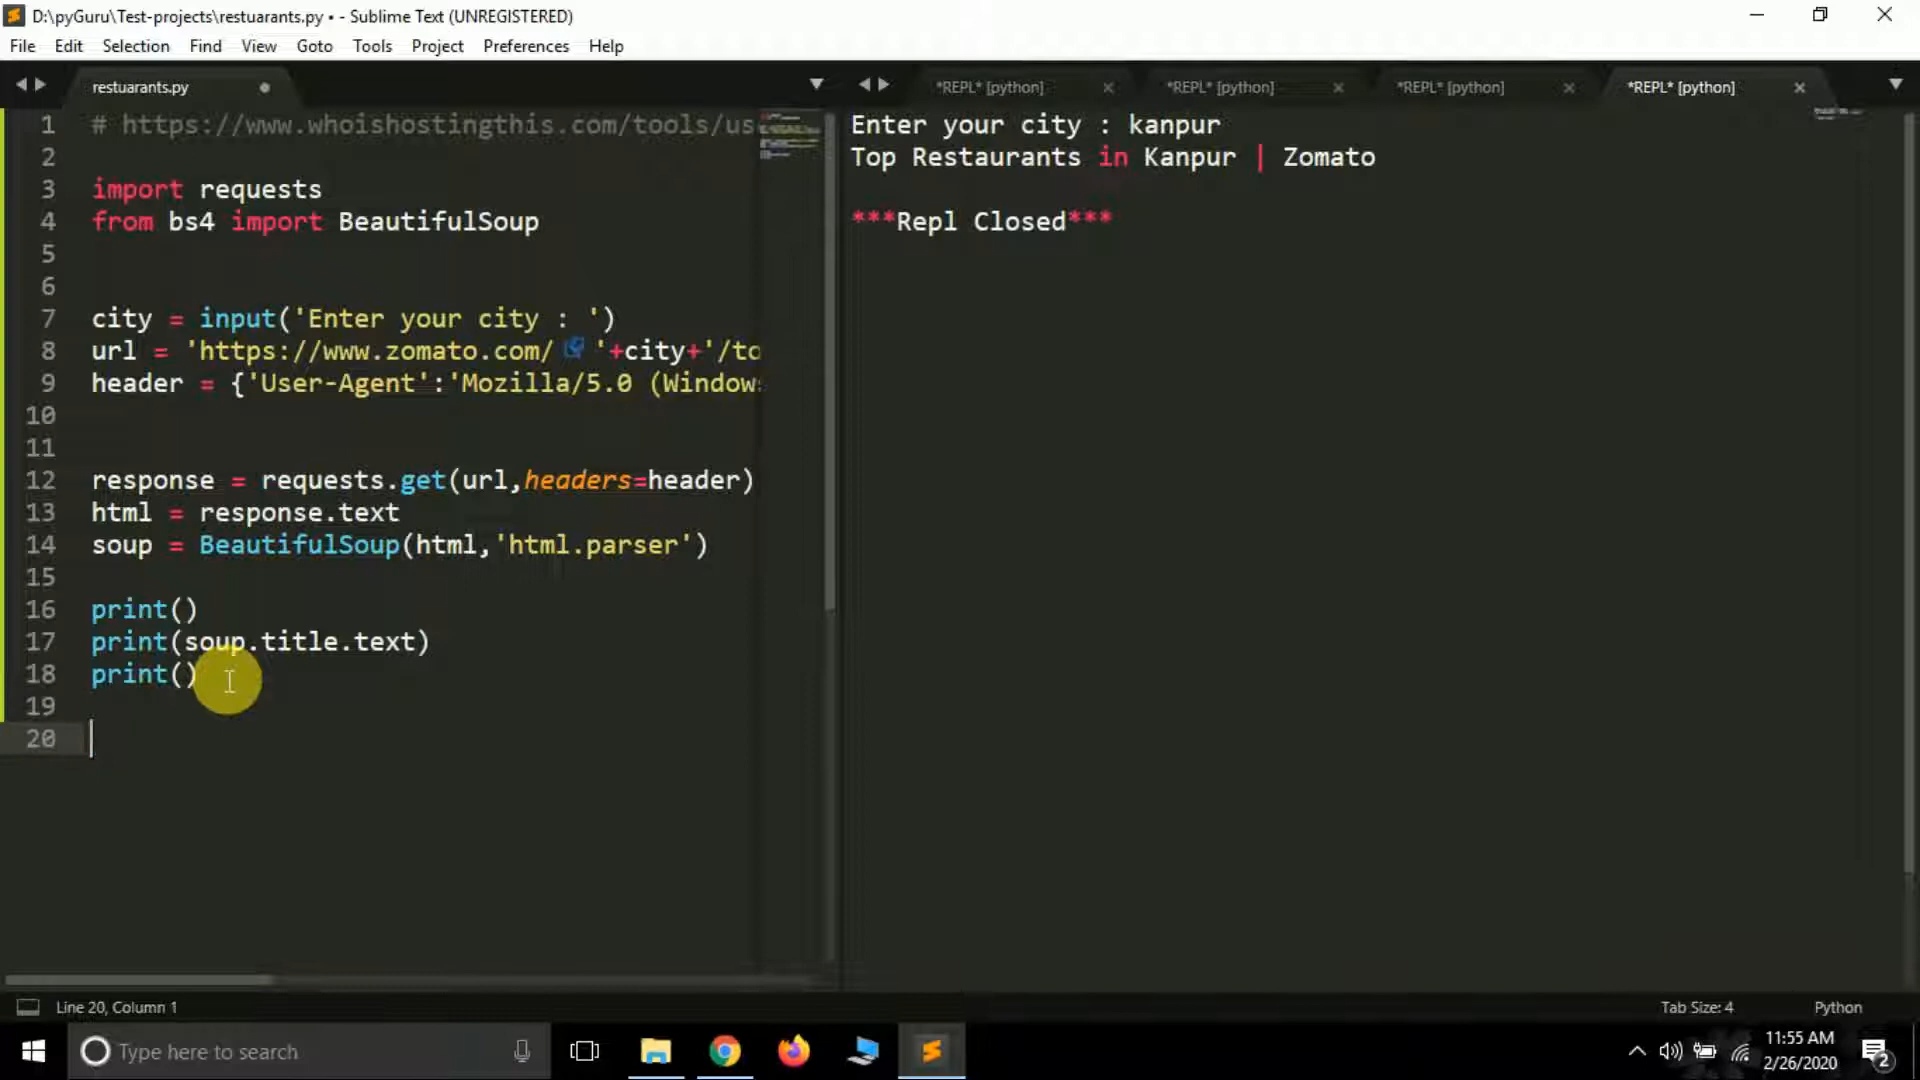 D:\pyGuru\Test-projects\restuarants.py • - Sublime Text (UNREGISTERED)
File Edit Selection Find View Goto Tools Project Preferences Help
restuarants.py
1 # https://www.whoishostingthis.com/tools/us
2
3 import requests
4 from bs4 import BeautifulSoup
5
6
7 city = input('Enter your city : ')
8 url = 'https://www.zomato.com/ '+city+'/to
9 header = {'User-Agent':'Mozilla/5.0 (Window
10
11
12 response = requests.get(url,headers=header)
13 html = response.text
14 soup = BeautifulSoup(html,'html.parser')
15
16 print()
17 print(soup.title.text)
18 print()
19
20
*REPL* [python] *REPL* [python] *REPL* [python] *REPL* [python]
Enter your city : kanpur
Top Restaurants in Kanpur | Zomato
***Repl Closed***
Line 20, Column 1
Tab Size: 4 Python
Type here to search
11:55 AM
2/26/2020
2